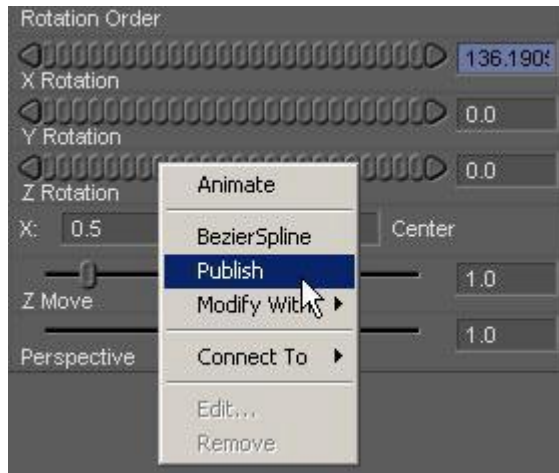 Rotation Order
136.1905
X Rotation
0.0
Y Rotation
0.0
Z Rotation
X: 0.5 Center
1.0
Z Move
1.0
Perspective
Animate
BezierSpline
Publish
Modify With
Connect To
Edit...
Remove